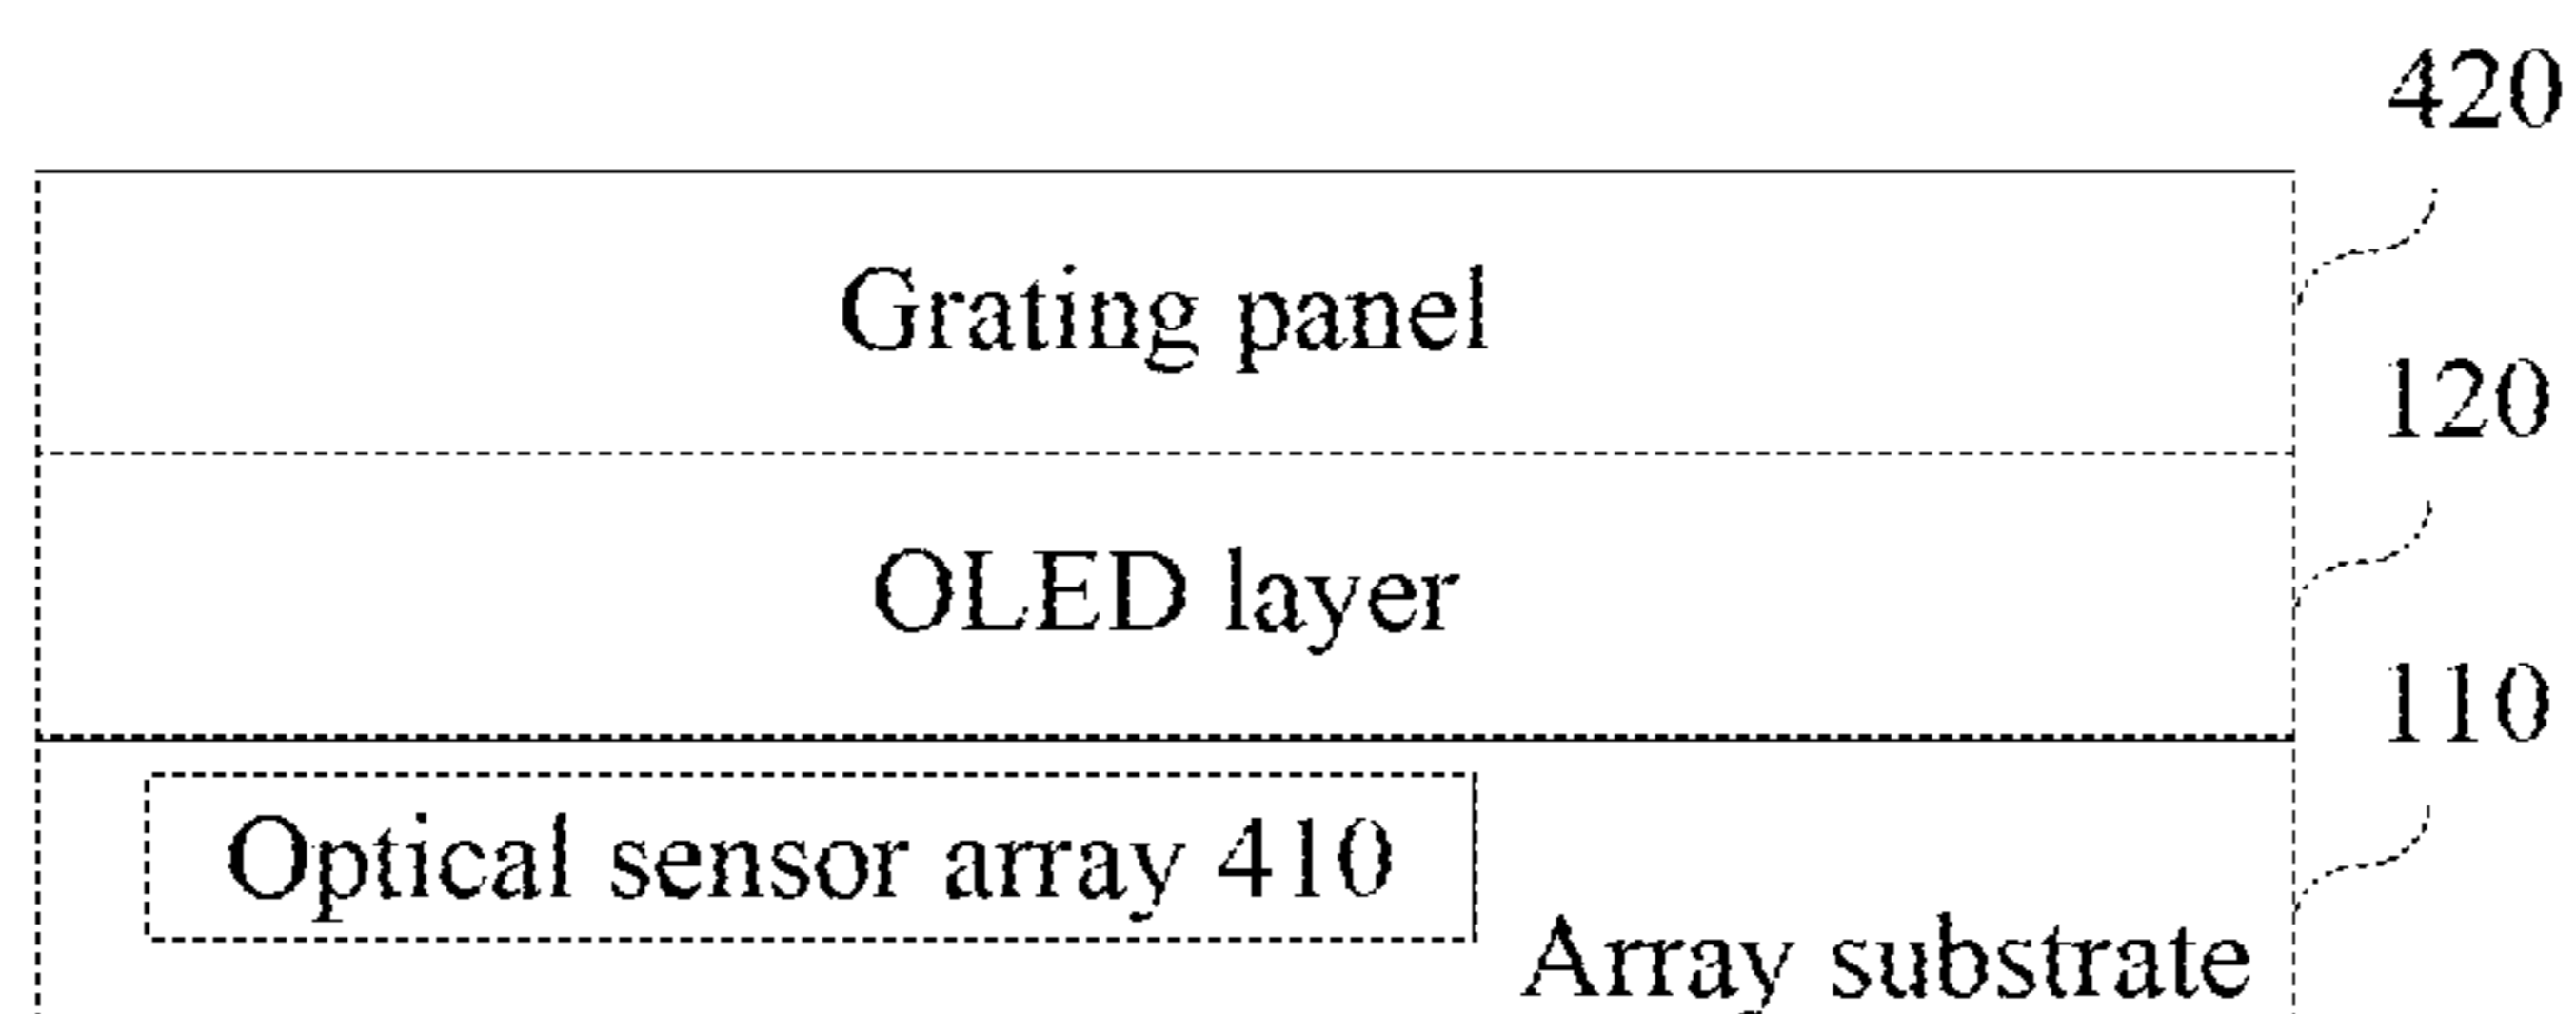 420
Grating panel
120
OLED layer
110
Optical sensor array 410
Array substrate